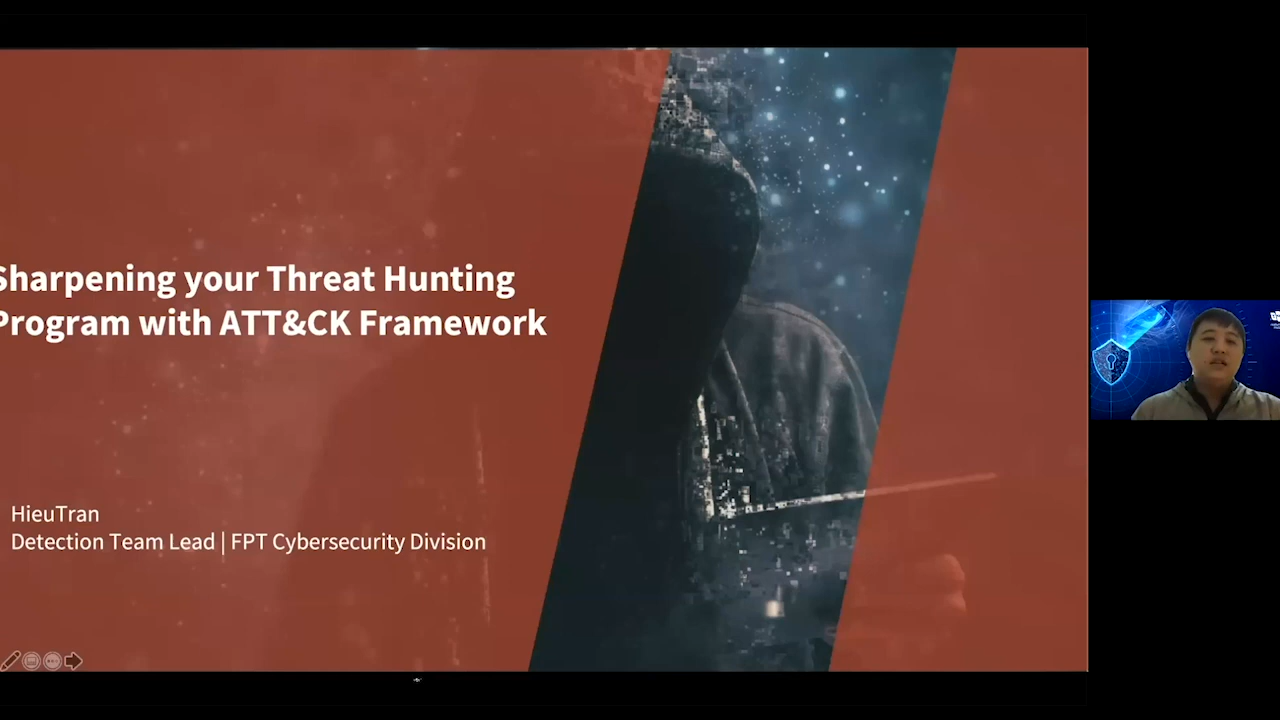 Sharpening your Threat Hunting
Program with ATT&CK Framework
HieuTran
Detection Team Lead | FPT Cybersecurity Division